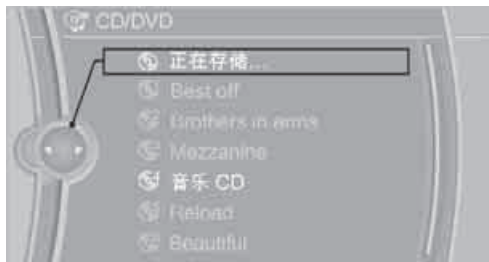 CD/DVD
正在存储...
Best off
Brothers in arms
Mezzanine
音乐 CD
Reload
Beautiful